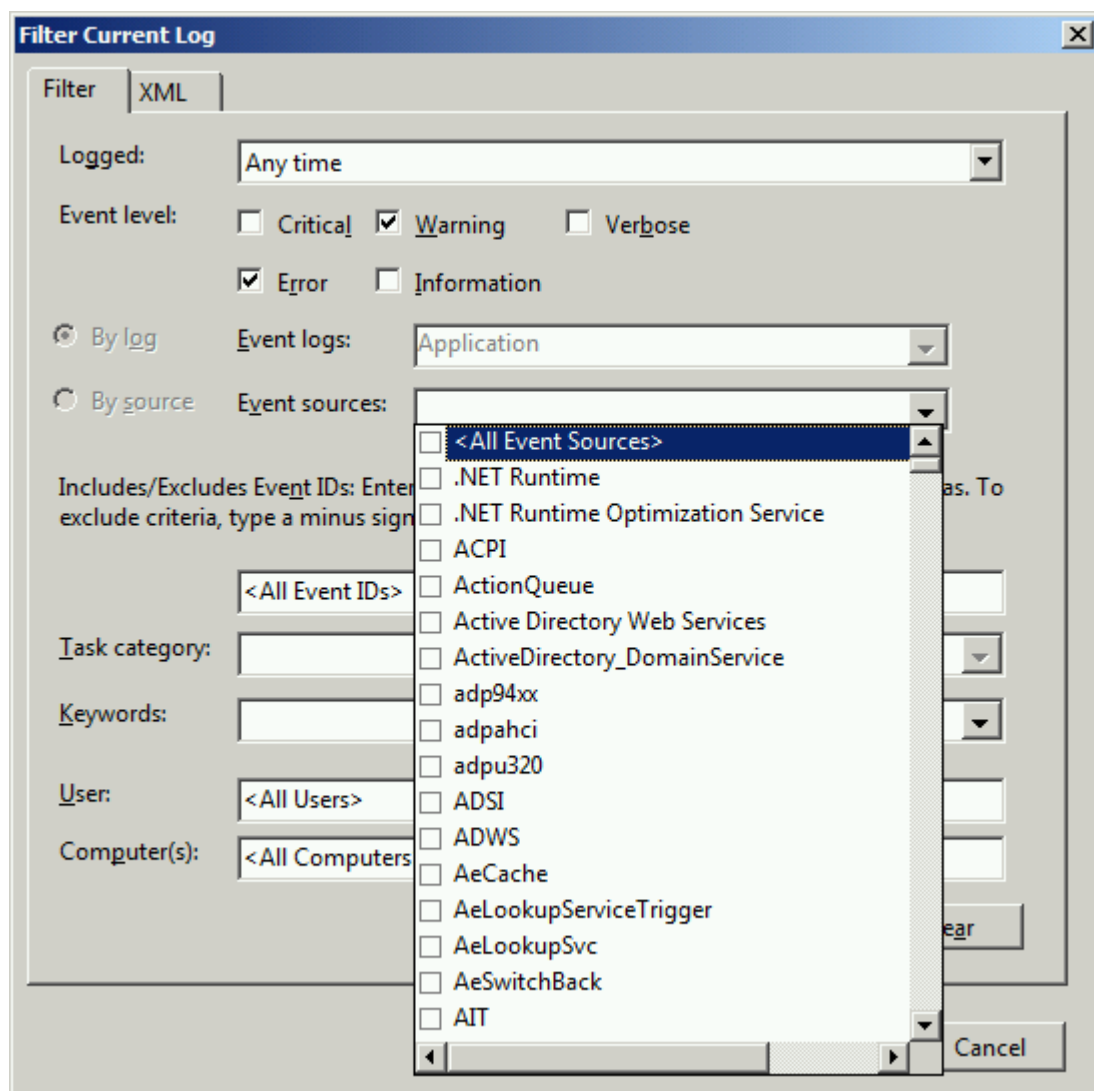 Filter Current Log
Filter
XML
Logged:
Any time
Event level:
Critical
Warning
Verbose
Error
Information
By log
Event logs:
Application
By source
Event sources:
<All Event Sources>
.NET Runtime
.NET Runtime Optimization Service
ACPI
ActionQueue
Active Directory Web Services
ActiveDirectory_DomainService
adp94xx
adpahci
adpu320
ADSI
ADWS
AeCache
AeLookupServiceTrigger
AeLookupSvc
AeSwitchBack
AIT
Includes/Excludes Event IDs: Enter as. To
exclude criteria, type a minus sign
<All Event IDs>
Task category:
Keywords:
User:
<All Users>
Computer(s):
<All Computers
ear
Cancel